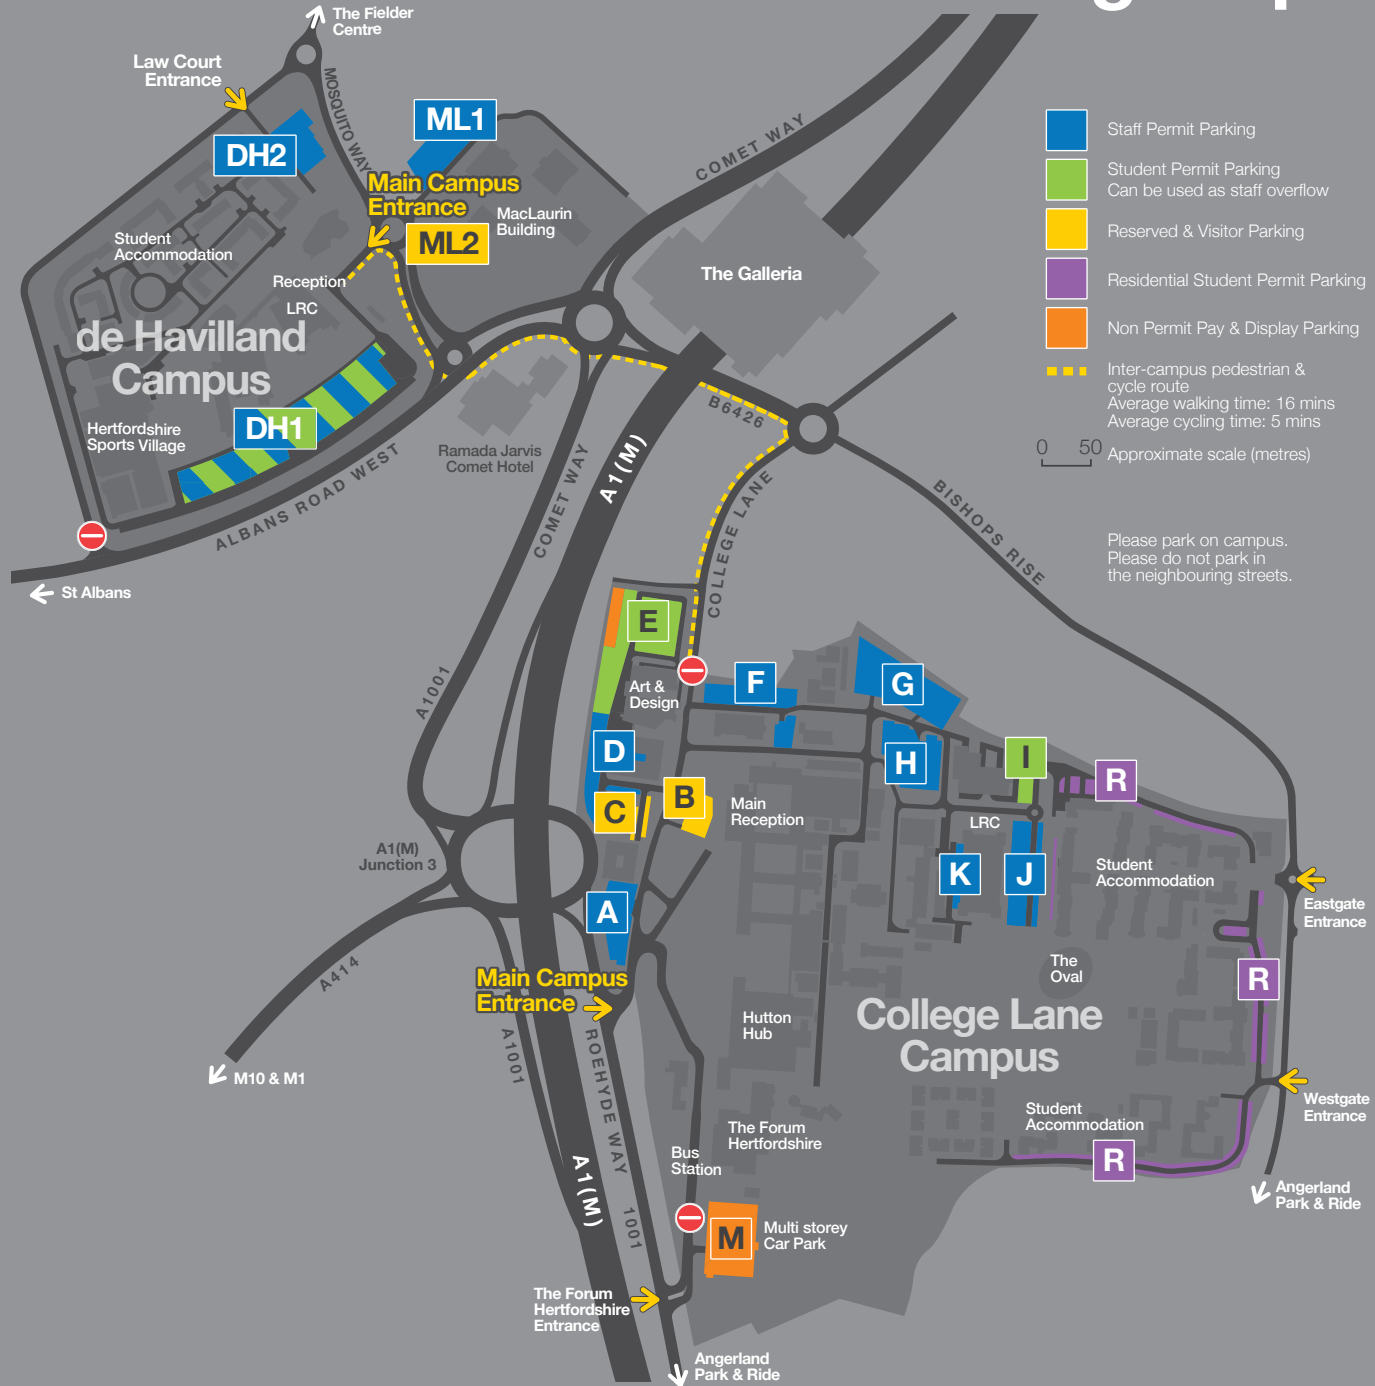 The Fielder
Centre
Law Court
Entrance
MOSQUITO WAY
ML1
DH2
Main Campus
Entrance
MacLaurin
Building
ML2
Student
Accommodation
Reception
LRC
de Havilland
Campus
DH1
Hertfordshire
Sports Village
ALBANS ROAD WEST
St Albans
COMET WAY
The Galleria
Ramada Jarvis
Comet Hotel
COMET WAY
A1(M)
B6426
COLLEGE LANE
BISHOPS RISE
Staff Permit Parking
Student Permit Parking
Can be used as staff overflow
Reserved & Visitor Parking
Residential Student Permit Parking
Non Permit Pay & Display Parking
Inter-campus pedestrian &
cycle route
Average walking time: 16 mins
Average cycling time: 5 mins
0 50
Approximate scale (metres)
Please park on campus.
Please do not park in
the neighbouring streets.
E
Art &
Design
F
G
D
H
I
R
A1001
C
B
Main
Reception
LRC
A1(M)
Junction 3
K
J
Student
Accommodation
Eastgate
Entrance
A
A414
Main Campus
Entrance
The
Oval
R
College Lane
Campus
Hutton
Hub
M10 & M1
A1001
ROEHYDE WAY
1001
A1(M)
Westgate
Entrance
Student
Accommodation
The Forum
Hertfordshire
Bus
Station
R
Angerland
Park & Ride
M
Multi storey
Car Park
The Forum
Hertfordshire
Entrance
Angerland
Park & Ride